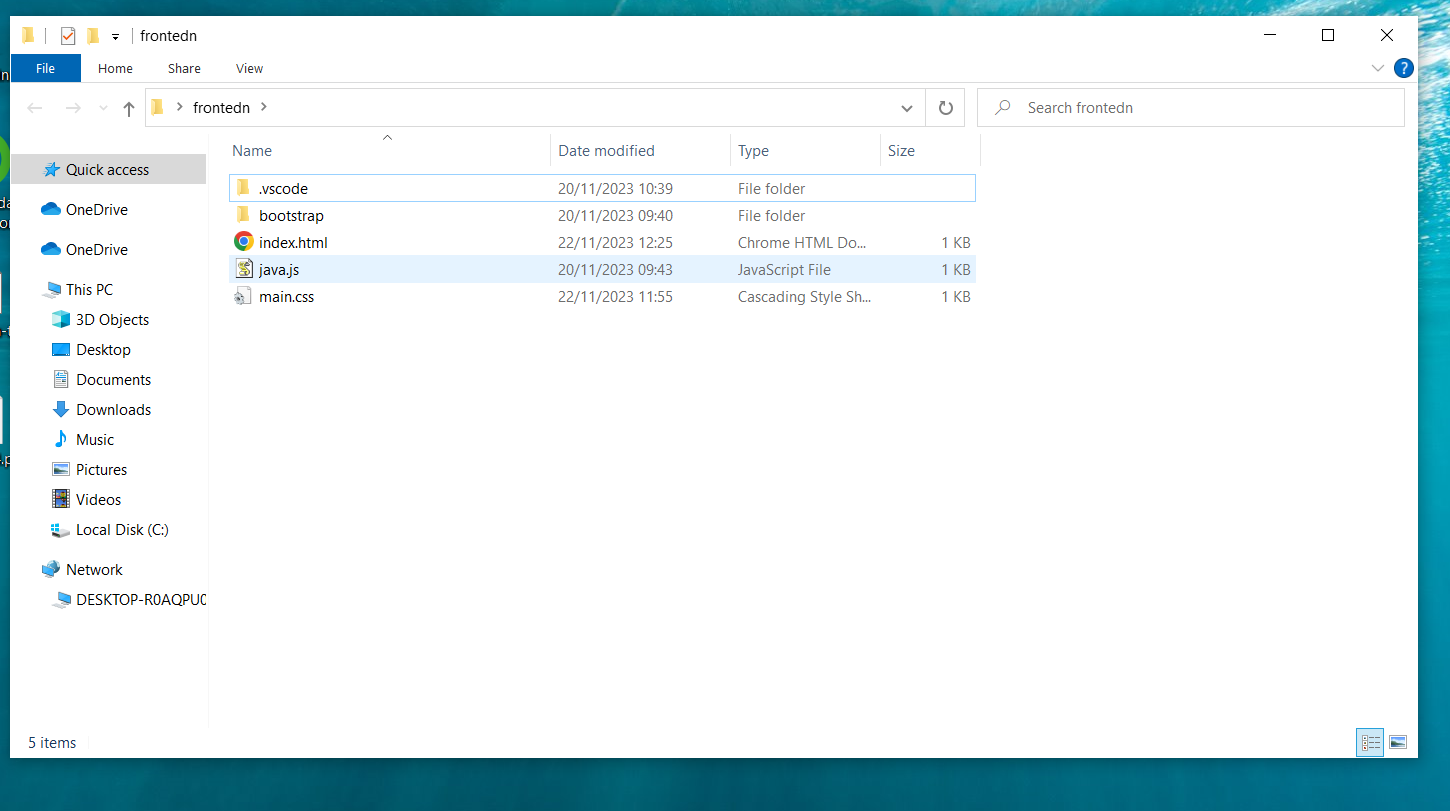 frontedn
File Home Share View
frontedn
Search frontedn
Name Date modified Type Size
Quick access
OneDrive
OneDrive
This PC
3D Objects
Desktop
Documents
Downloads
Music
Pictures
Videos
Local Disk (C:)
Network
DESKTOP-R0AQPU0
.vscode 20/11/2023 10:39 File folder
bootstrap 20/11/2023 09:40 File folder
index.html 22/11/2023 12:25 Chrome HTML Do... 1 KB
java.js 20/11/2023 09:43 JavaScript File 1 KB
main.css 22/11/2023 11:55 Cascading Style Sh... 1 KB
5 items